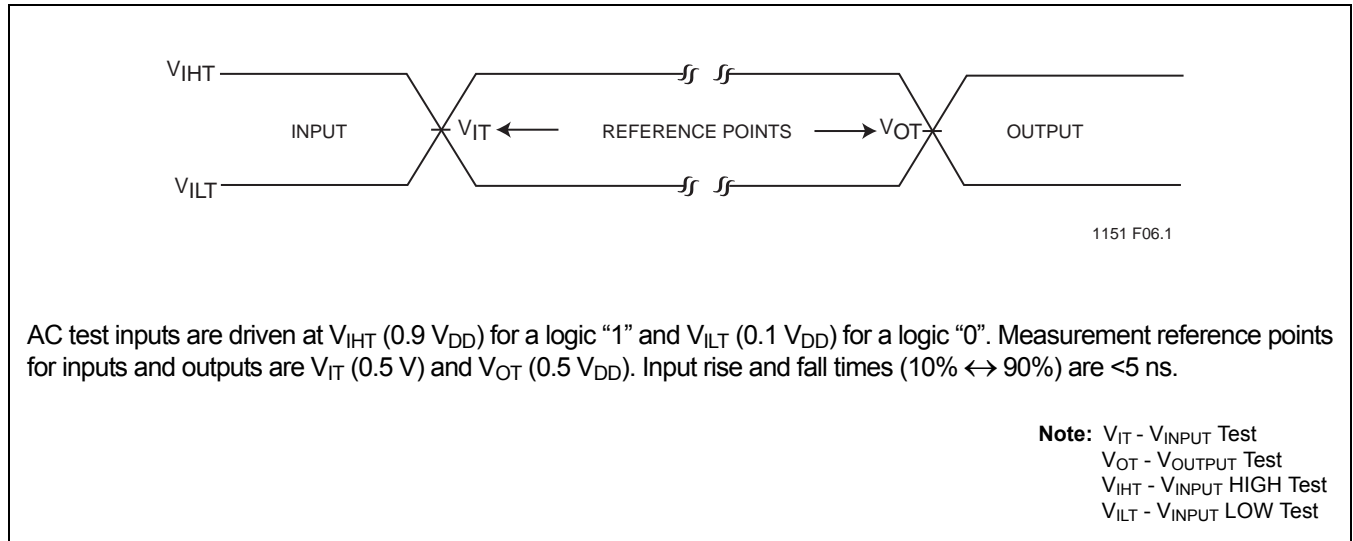 VIHT
INPUT VIT REFERENCE POINTS VOT OUTPUT
VILT
1151 F06.1
AC test inputs are driven at VIHT (0.9 VDD) for a logic “1” and VILT (0.1 VDD) for a logic “0”. Measurement reference points
for inputs and outputs are VIT (0.5 V) and VOT (0.5 VDD). Input rise and fall times (10% ↔ 90%) are <5 ns.
Note: VIT - VINPUT Test
VOT - VOUTPUT Test
VIHT - VINPUT HIGH Test
VILT - VINPUT LOW Test